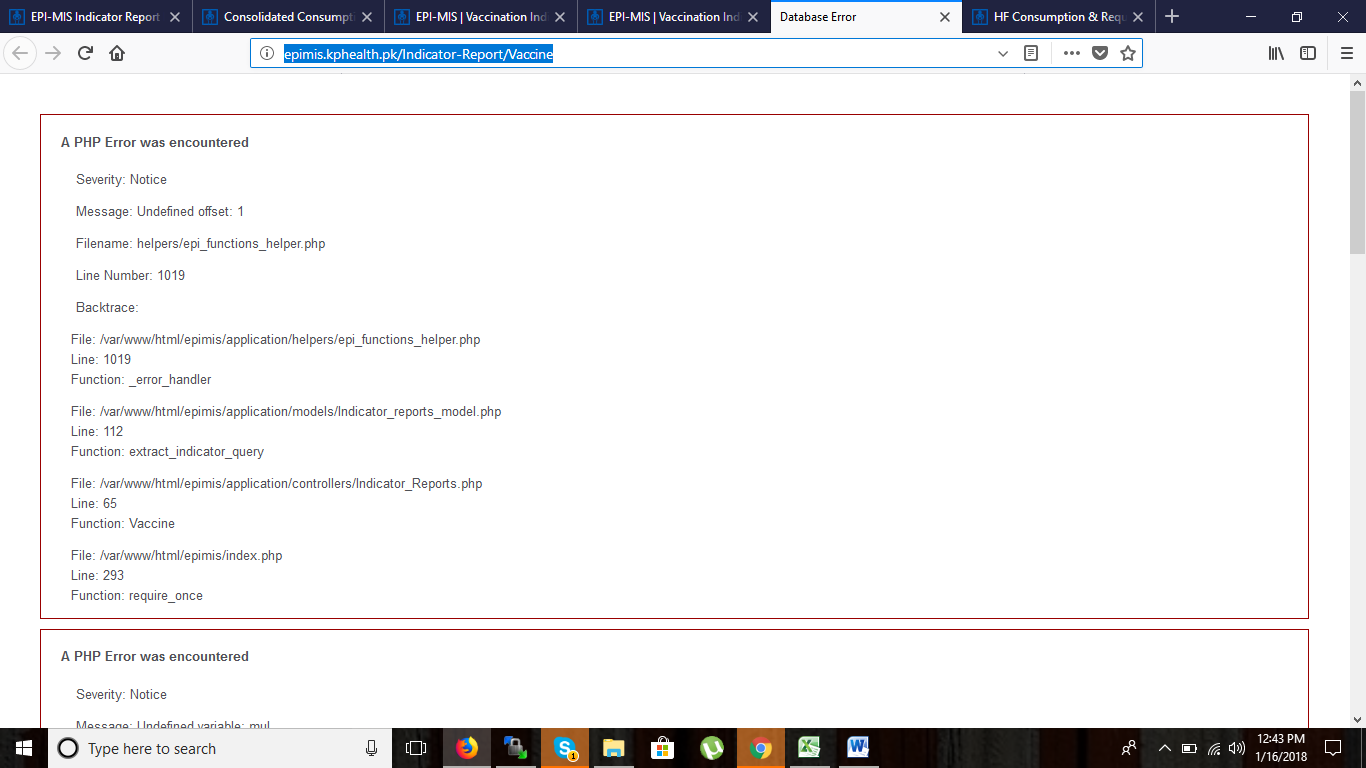 EPI-MIS Indicator Report
Consolidated Consumpti
EPI-MIS | Vaccination Ind
EPI-MIS | Vaccination Ind
Database Error
HF Consumption & Requ
epimis.kphealth.pk/Indicator-Report/Vaccine
A PHP Error was encountered
Severity: Notice
Message: Undefined offset: 1
Filename: helpers/epi_functions_helper.php
Line Number: 1019
Backtrace:
File: /var/www/html/epimis/application/helpers/epi_functions_helper.php
Line: 1019
Function: _error_handler
File: /var/www/html/epimis/application/models/Indicator_reports_model.php
Line: 112
Function: extract_indicator_query
File: /var/www/html/epimis/application/controllers/Indicator_Reports.php
Line: 65
Function: Vaccine
File: /var/www/html/epimis/index.php
Line: 293
Function: require_once
A PHP Error was encountered
Severity: Notice
Message: Undefined variable: mul
Type here to search
1
12:43 PM
1/16/2018